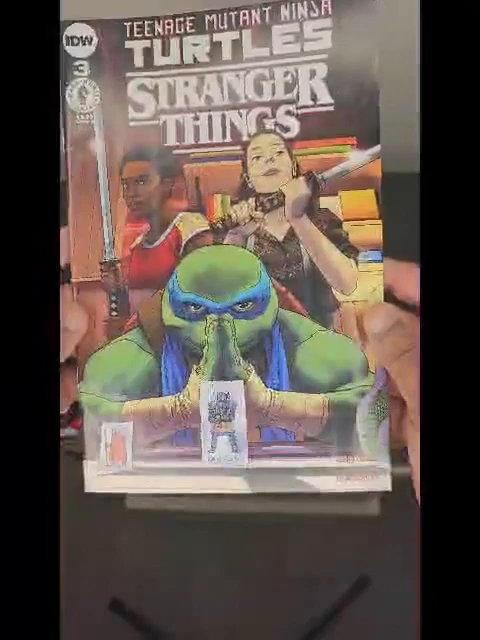 IDW
3
TEENAGE MUTANT NINJA
TURTLES
STRANGER
THINGS